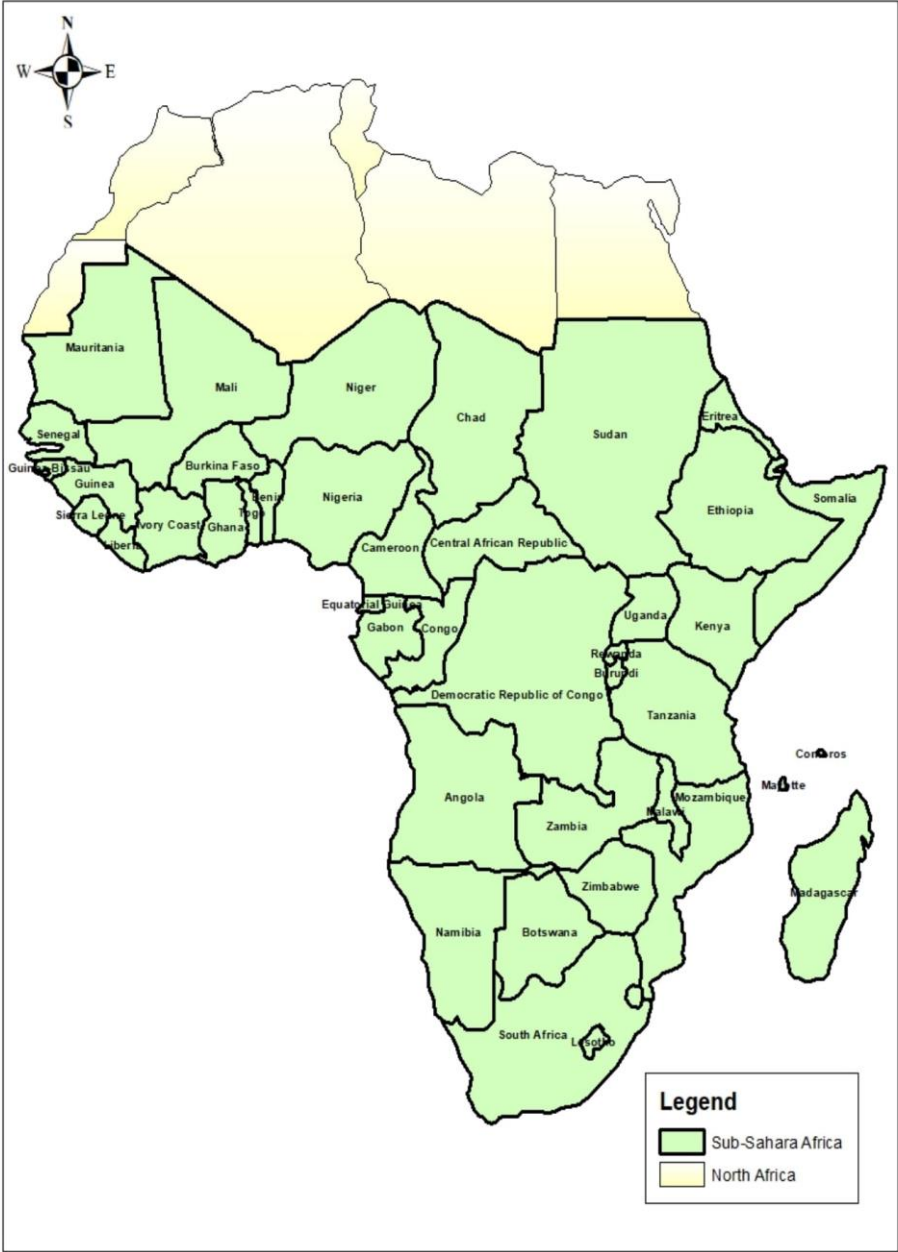 N
W E
S
Mauritania
Mali
Niger
Chad
Sudan
Eritrea
Senegal
Guinea-Bissau
Guinea
Burkina Faso
Benin
Nigeria
Ethiopia
Somalia
Sierra Leone
Ivory Coast
Ghana
Togo
Liberia
Cameroon
Central African Republic
Equatorial Guinea
Gabon
Congo
Uganda
Kenya
Rewanda
Burundi
Democratic Republic of Congo
Tanzania
Comoros
Mayotte
Angola
Malawi
Mozambique
Zambia
Zimbabwe
Madagascar
Namibia
Botswana
South Africa
Lesotho
Legend
Sub-Sahara Africa
North Africa